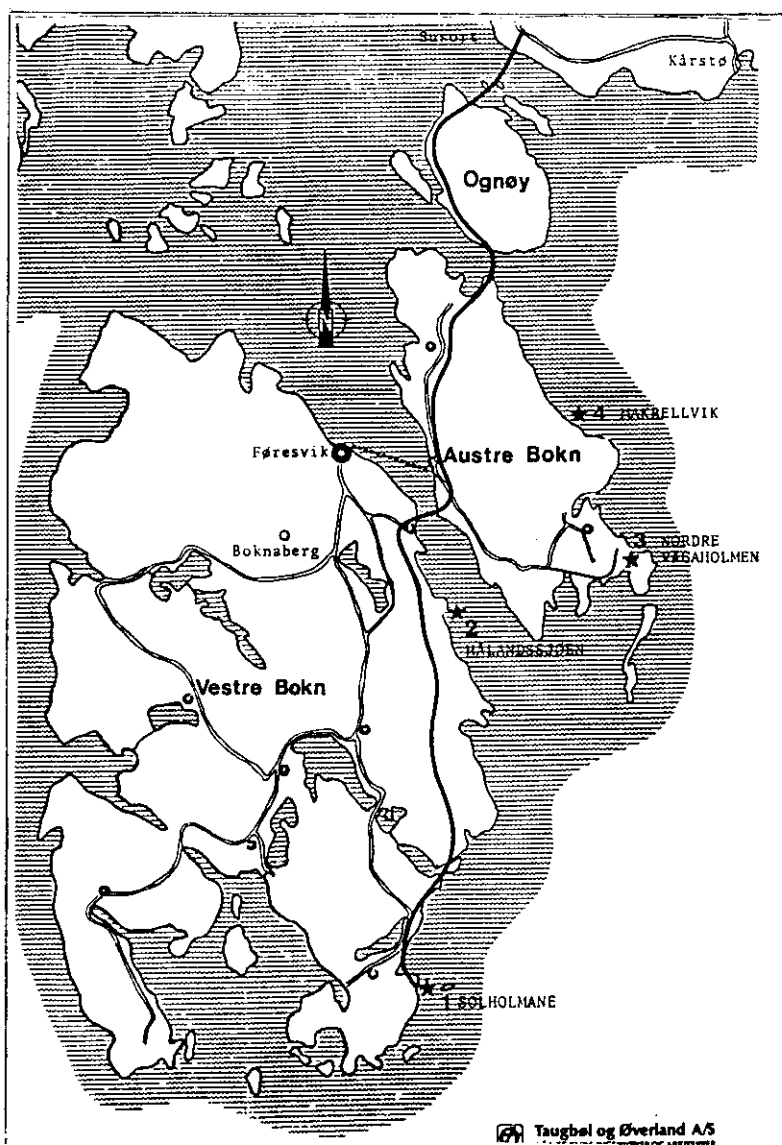 Kårstø
Ognøy
N
4 MAKRELLVIK
Føresvik
Austre Bokn
Boknaberg
3 NORDRE
VÅGAHOLMEN
2
HÅLANDSSJØEN
Vestre Bokn
1 SOLHOLMANE
Taugbøl og Øverland A/S